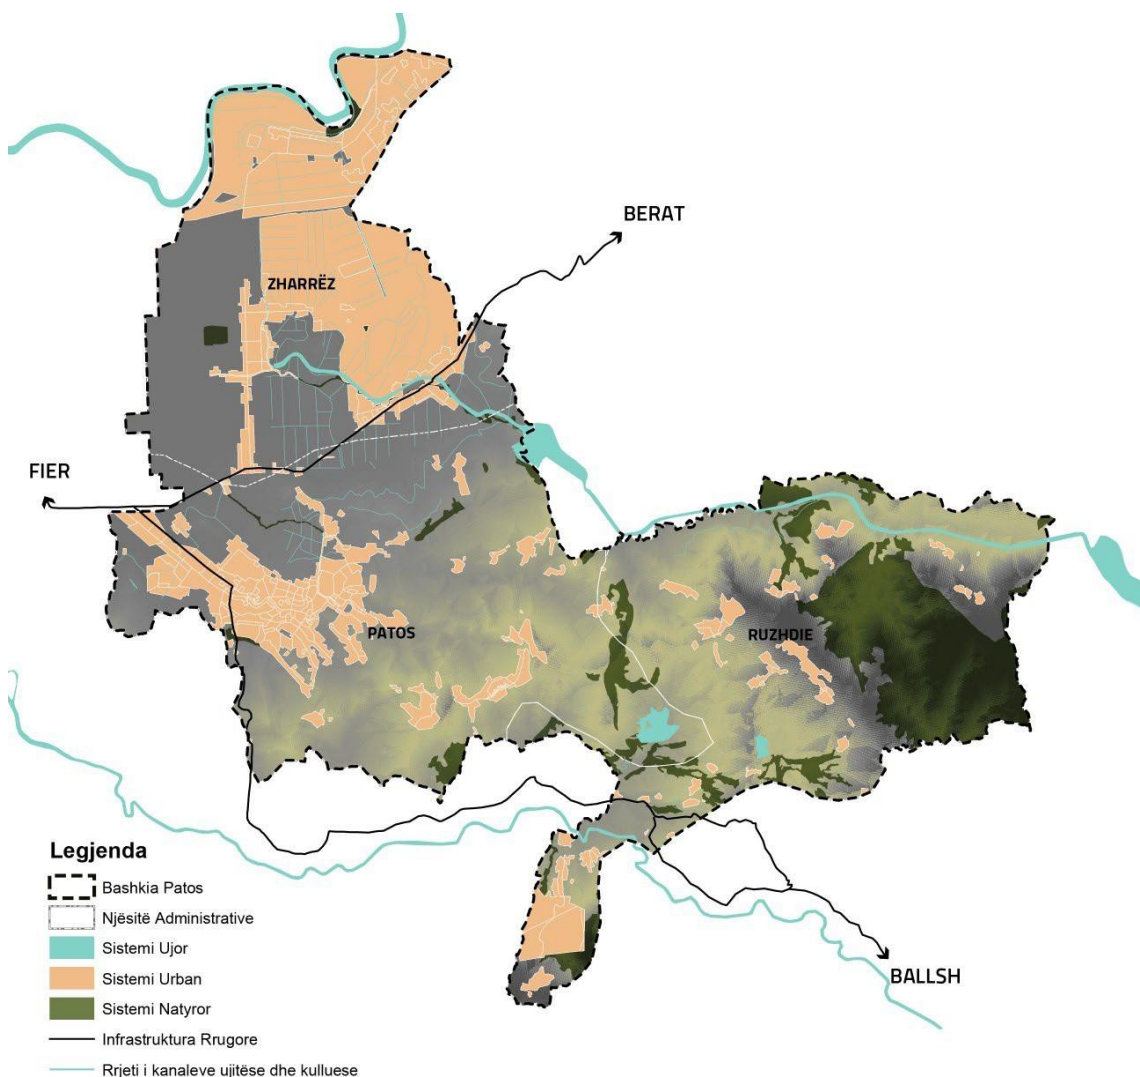 BERAT
ZHARRËZ
FIER
PATOS
RUZHDIE
BALLSH
Legjenda
Bashkia Patos
Njësitë Administrative
Sistemi Ujor
Sistemi Urban
Sistemi Natyror
Infrastruktura Rrugore
Rrjeti i kanaleve ujitëse dhe kulluese